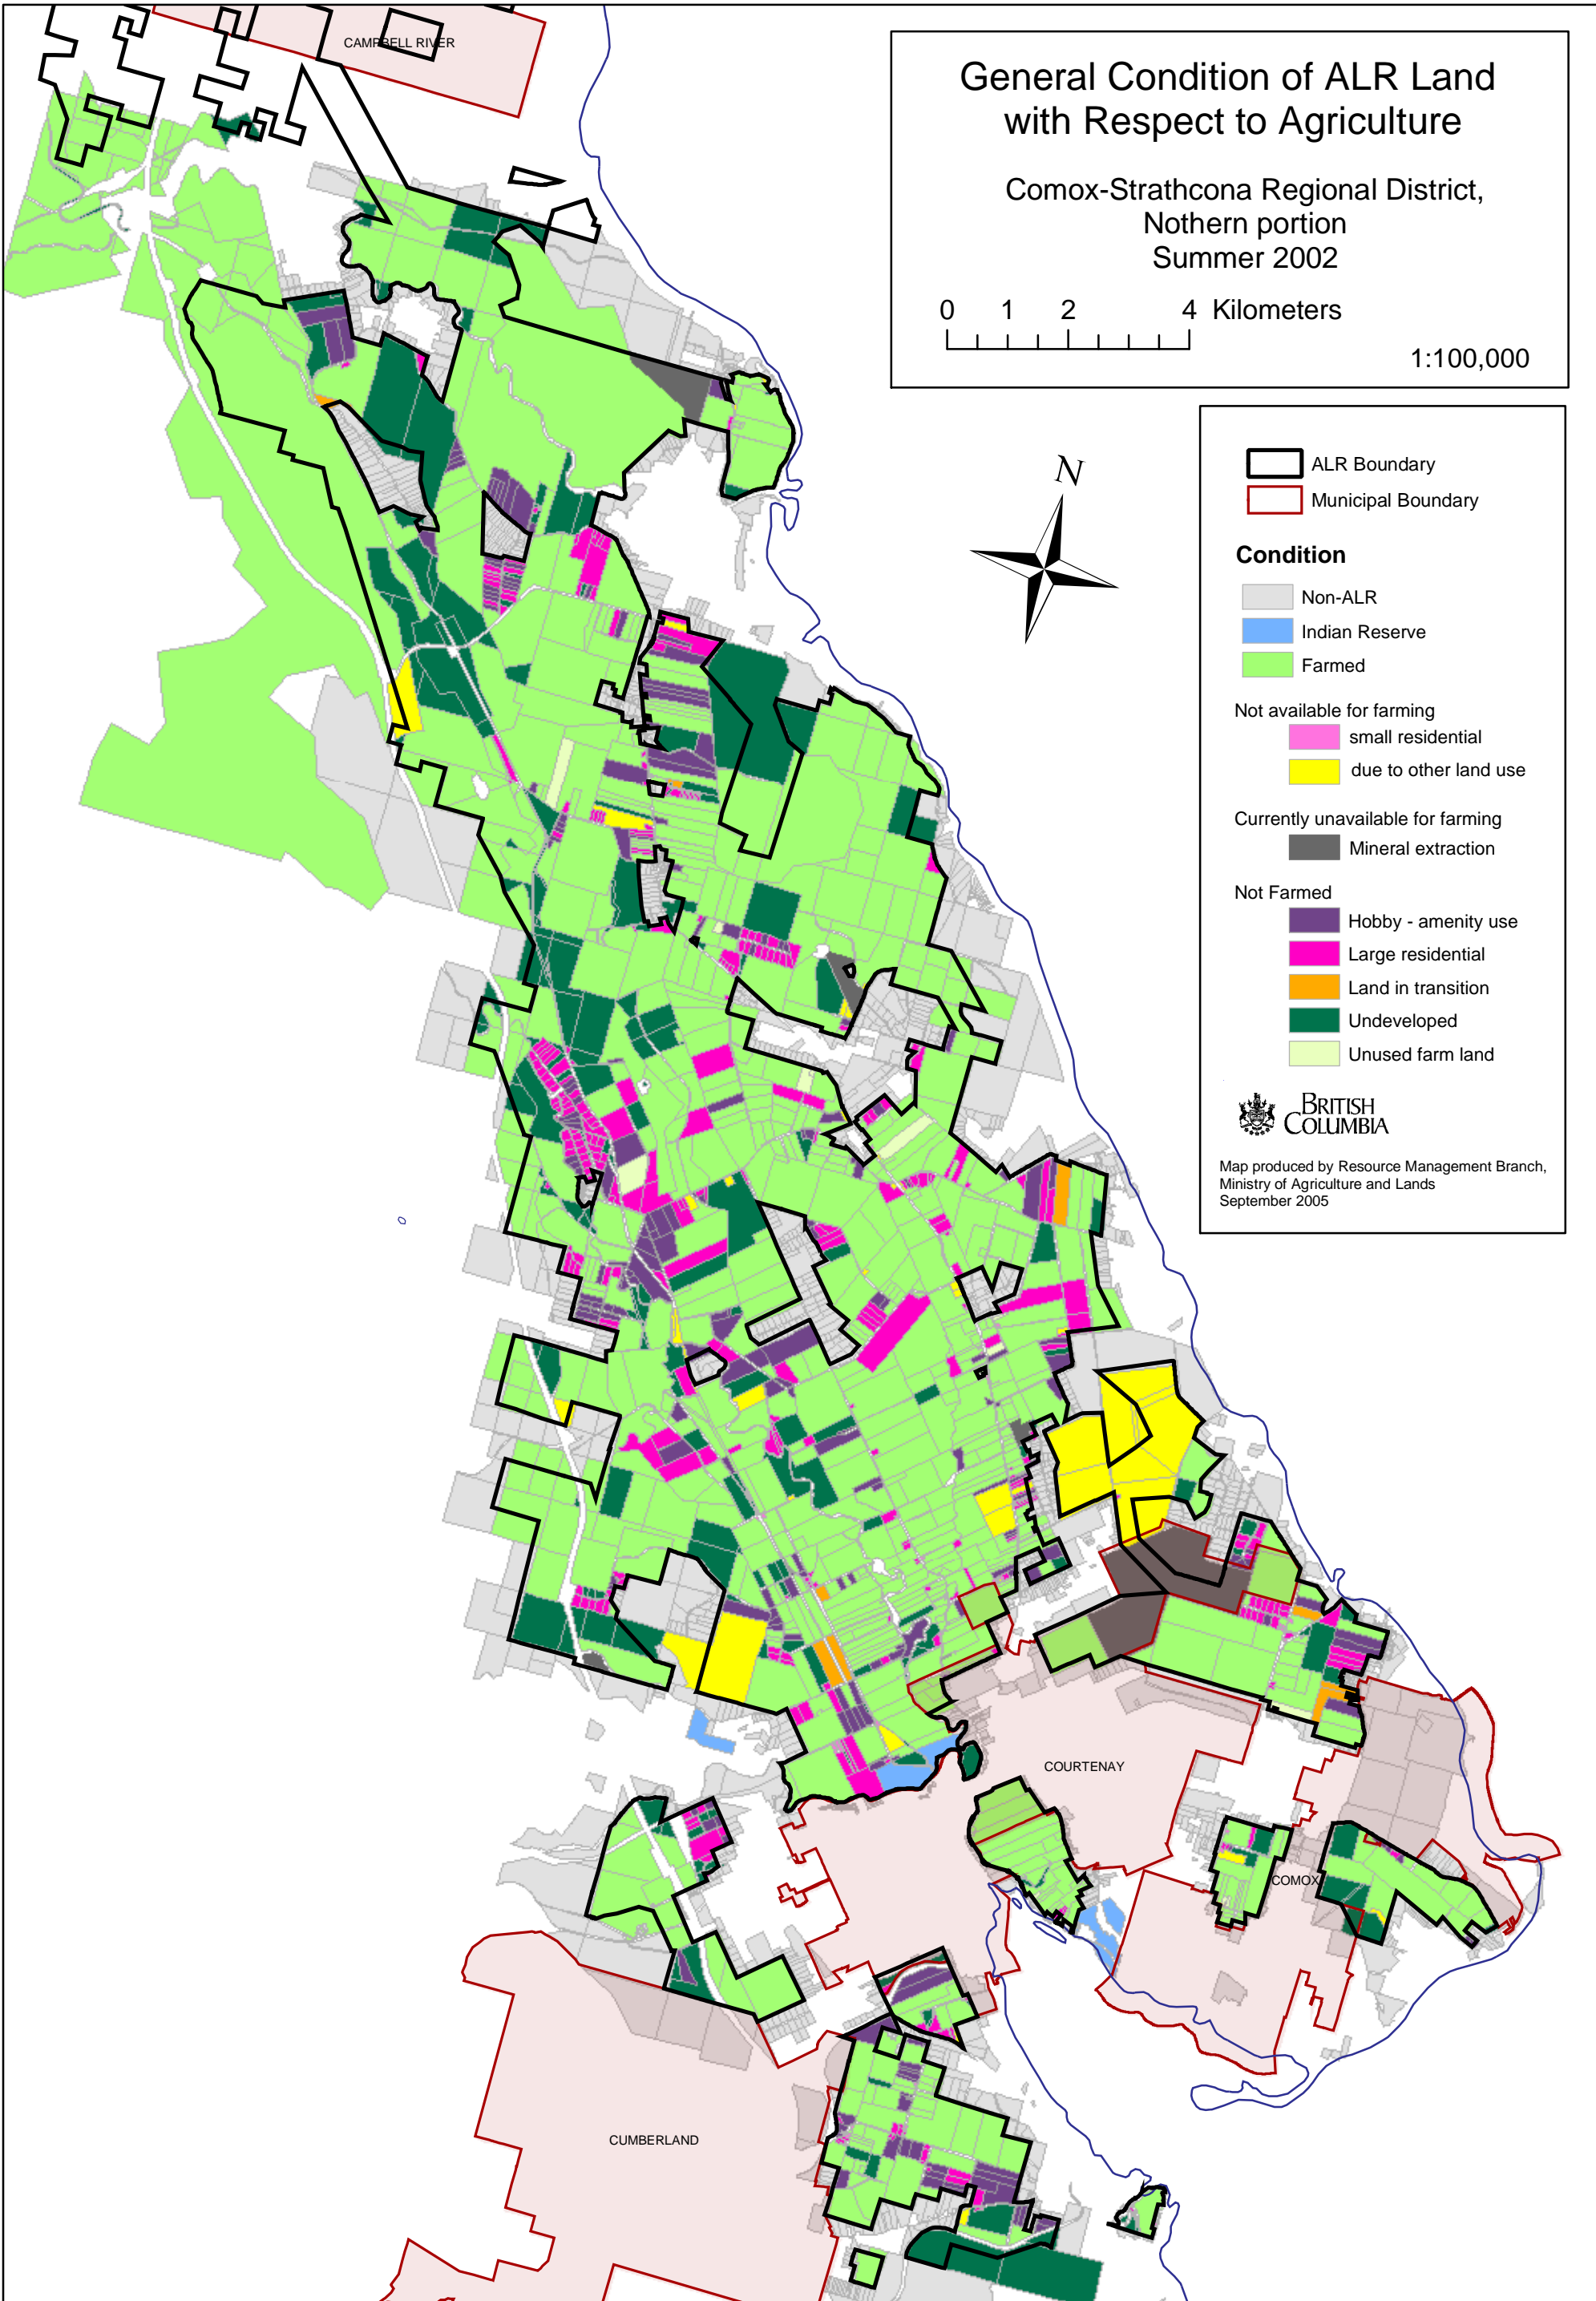 CAMPBELL RIVER
General Condition of ALR Land
with Respect to Agriculture
Comox-Strathcona Regional District,
Nothern portion
Summer 2002
0 1 2 4 Kilometers
1:100,000
N
ALR Boundary
Municipal Boundary
Condition
Non-ALR
Indian Reserve
Farmed
Not available for farming
small residential
due to other land use
Currently unavailable for farming
Mineral extraction
Not Farmed
Hobby - amenity use
Large residential
Land in transition
Undeveloped
Unused farm land
BRITISH
COLUMBIA
Map produced by Resource Management Branch,
Ministry of Agriculture and Lands
September 2005
COURTENAY
COMOX
CUMBERLAND